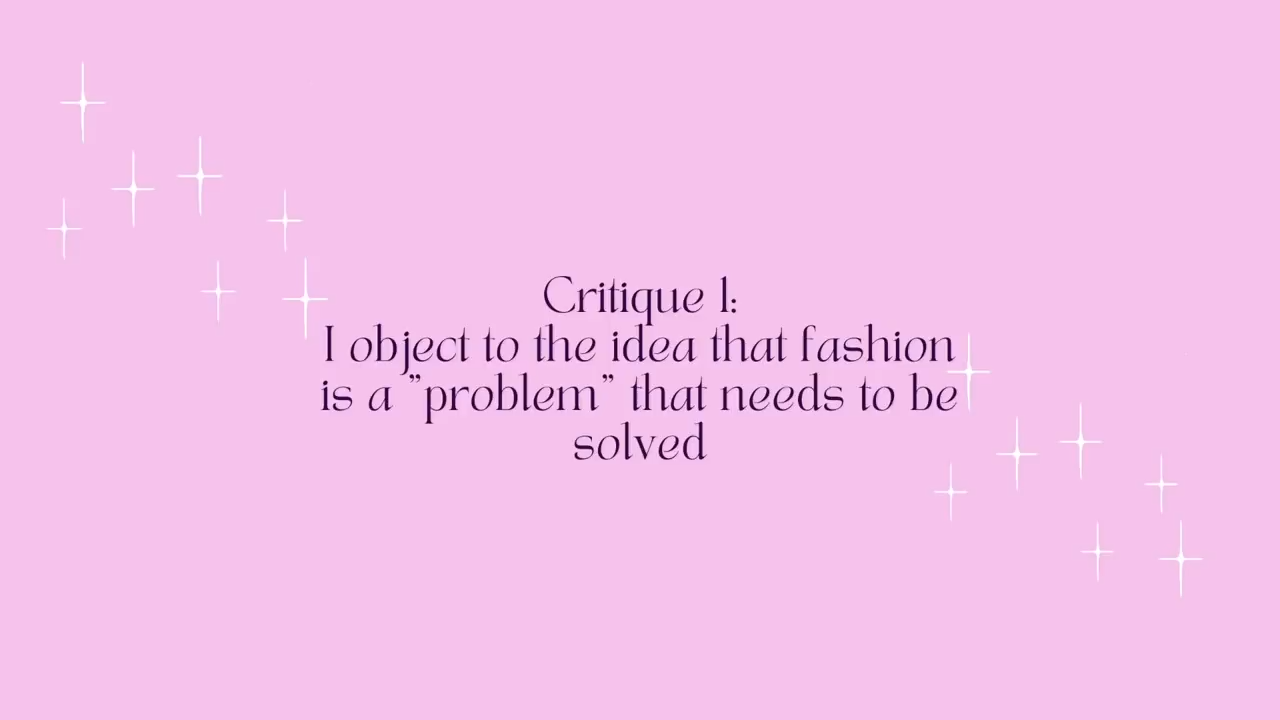 Critique 1:
I object to the idea that fashion
is a ”problem” that needs to be
solved